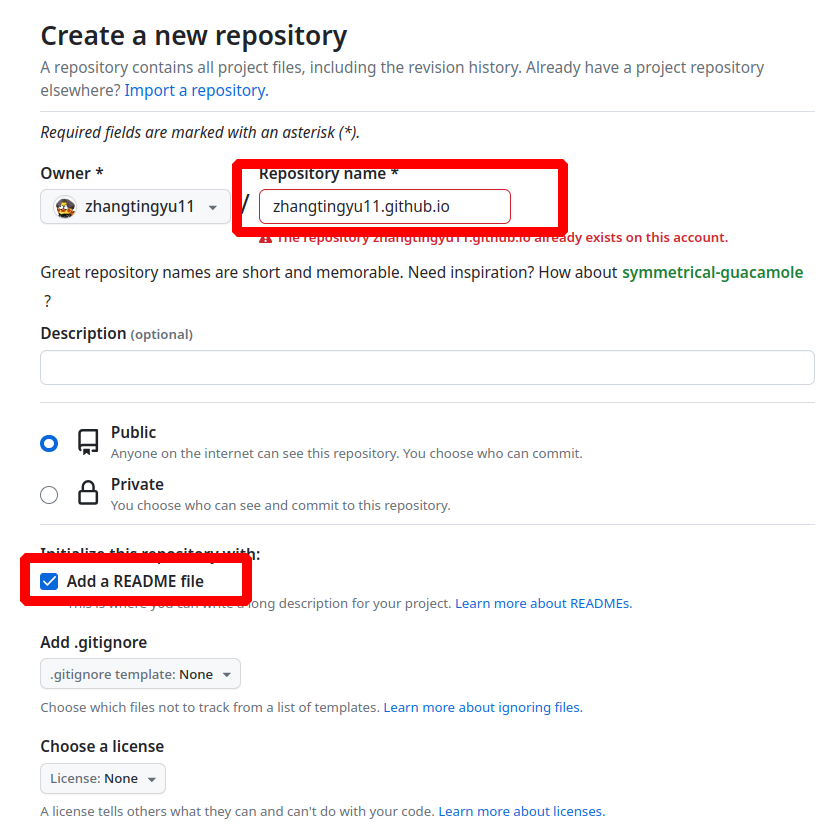 Create a new repository
A repository contains all project files, including the revision history. Already have a project repository
elsewhere? Import a repository.
Required fields are marked with an asterisk (*).
Owner * Repository name *
zhangtingyu11 / zhangtingyu11.github.io
The repository zhangtingyu11.github.io already exists on this account.
Great repository names are short and memorable. Need inspiration? How about symmetrical-guacamole
?
Description (optional)
Public
Anyone on the internet can see this repository. You choose who can commit.
Private
You choose who can see and commit to this repository.
Initialize this repository with:
Add a README file
This is where you can write a long description for your project. Learn more about READMEs.
Add .gitignore
.gitignore template: None
Choose which files not to track from a list of templates. Learn more about ignoring files.
Choose a license
License: None
A license tells others what they can and can't do with your code. Learn more about licenses.